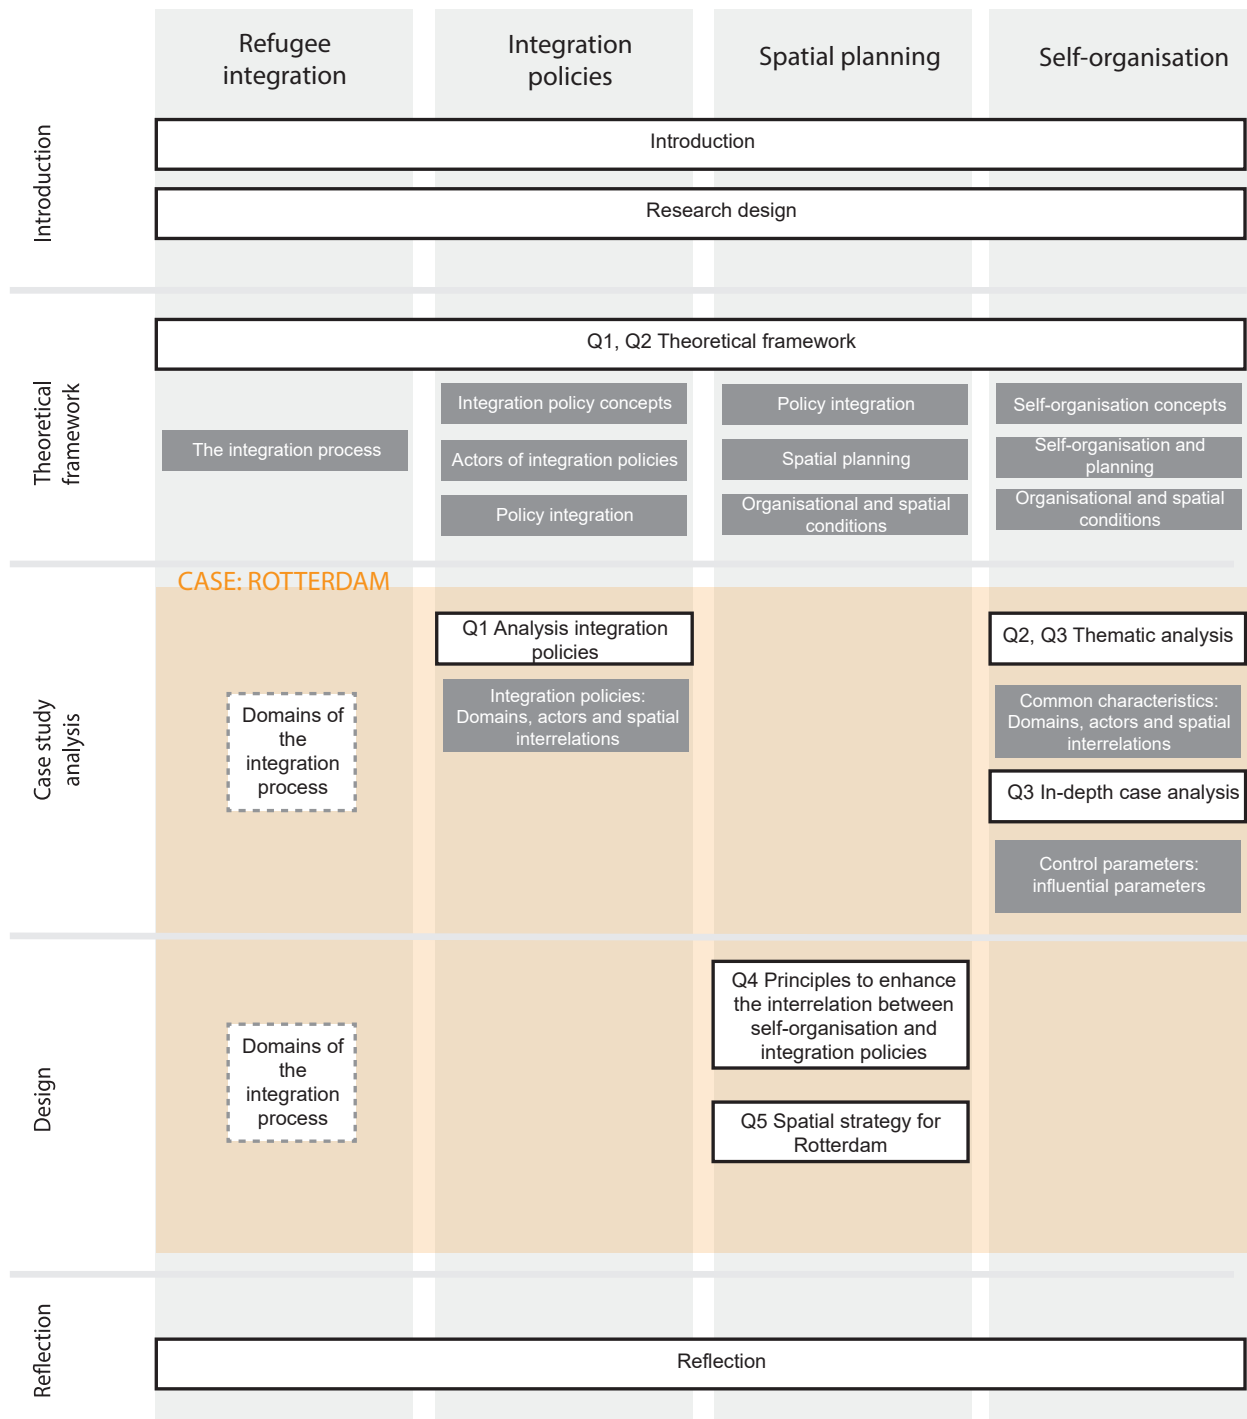 Refugee
integration
Integration
policies
Spatial planning
Self-organisation
Introduction
Introduction
Research design
Theoretical
framework
Q1, Q2 Theoretical framework
The integration process
Integration policy concepts
Actors of integration policies
Policy integration
Policy integration
Spatial planning
Organisational and spatial
conditions
Self-organisation concepts
Self-organisation and
planning
Organisational and spatial
conditions
CASE: ROTTERDAM
Case study
analysis
Domains of
the
integration
process
Q1 Analysis integration
policies
Integration policies:
Domains, actors and spatial
interrelations
Q2, Q3 Thematic analysis
Common characteristics:
Domains, actors and spatial
interrelations
Q3 In-depth case analysis
Control parameters:
influential parameters
Design
Domains of
the
integration
process
Q4 Principles to enhance
the interrelation between
self-organisation and
integration policies
Q5 Spatial strategy for
Rotterdam
Reflection
Reflection